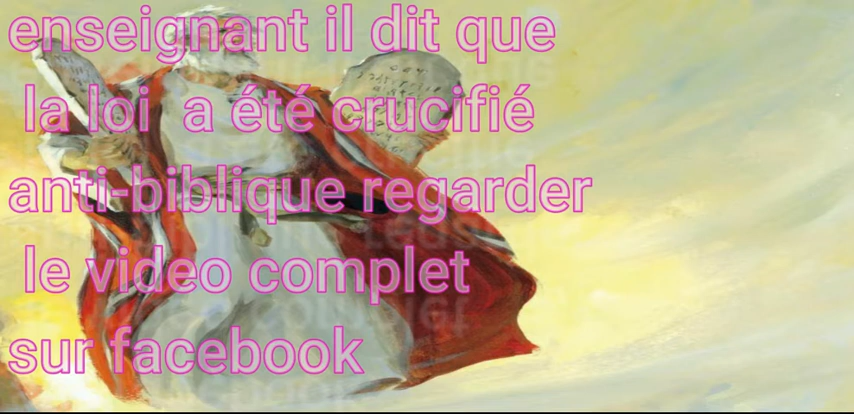 enseignant il dit que
la loi a été crucifié
anti-biblique regarder
le video complet
sur facebook